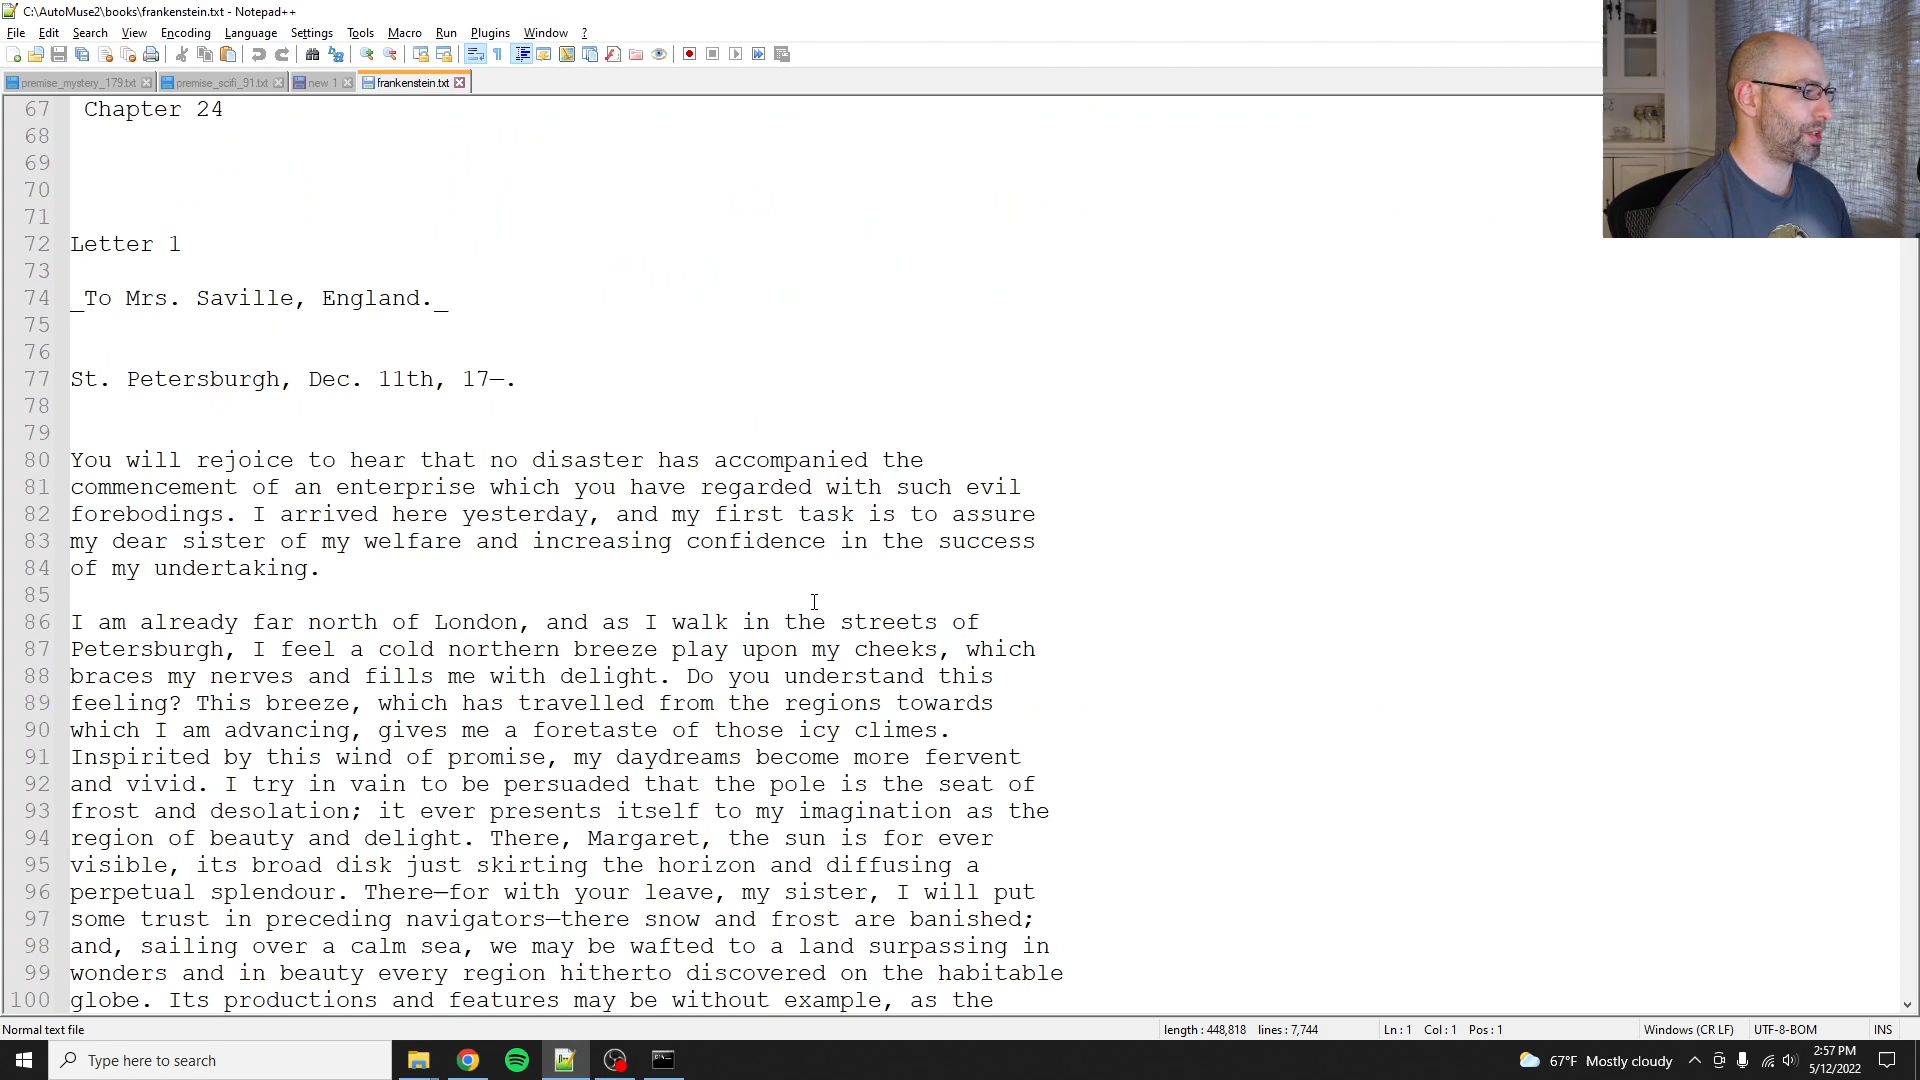 C:\AutoMuse2\books\frankenstein.txt - Notepad++
File Edit Search View Encoding Language Settings Tools Macro Run Plugins Window ?
premise_mystery_179.txt premise_scifi_91.txt new 1 frankenstein.txt
67 Chapter 24
68
69
70
71
72 Letter 1
73
74 _To Mrs. Saville, England._
75
76
77 St. Petersburgh, Dec. 11th, 17—.
78
79
80 You will rejoice to hear that no disaster has accompanied the
81 commencement of an enterprise which you have regarded with such evil
82 forebodings. I arrived here yesterday, and my first task is to assure
83 my dear sister of my welfare and increasing confidence in the success
84 of my undertaking.
85
86 I am already far north of London, and as I walk in the streets of
87 Petersburgh, I feel a cold northern breeze play upon my cheeks, which
88 braces my nerves and fills me with delight. Do you understand this
89 feeling? This breeze, which has travelled from the regions towards
90 which I am advancing, gives me a foretaste of those icy climes.
91 Inspirited by this wind of promise, my daydreams become more fervent
92 and vivid. I try in vain to be persuaded that the pole is the seat of
93 frost and desolation; it ever presents itself to my imagination as the
94 region of beauty and delight. There, Margaret, the sun is for ever
95 visible, its broad disk just skirting the horizon and diffusing a
96 perpetual splendour. There—for with your leave, my sister, I will put
97 some trust in preceding navigators—there snow and frost are banished;
98 and, sailing over a calm sea, we may be wafted to a land surpassing in
99 wonders and in beauty every region hitherto discovered on the habitable
100 globe. Its productions and features may be without example, as the
Normal text file length : 448,818 lines : 7,744 Ln : 1 Col : 1 Pos : 1 Windows (CR LF) UTF-8-BOM INS
Type here to search 67°F Mostly cloudy 2:57 PM
5/12/2022